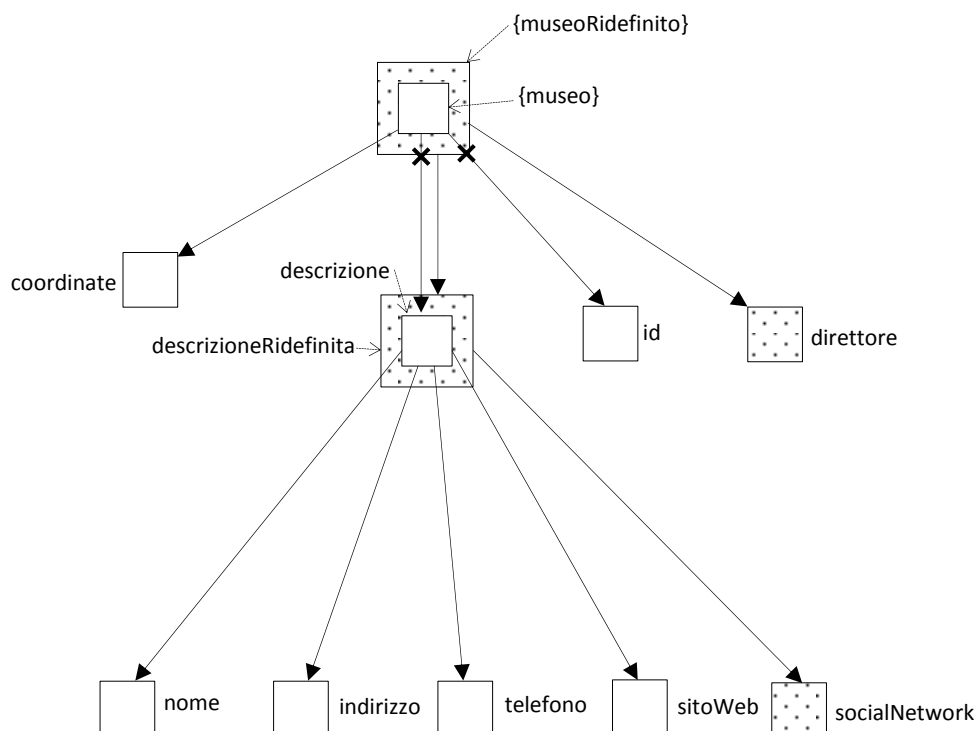 {museoRidefinito}
{museo}
coordinate
descrizione
descrizioneRidefinita
id
direttore
nome
indirizzo
telefono
sitoWeb
socialNetwork